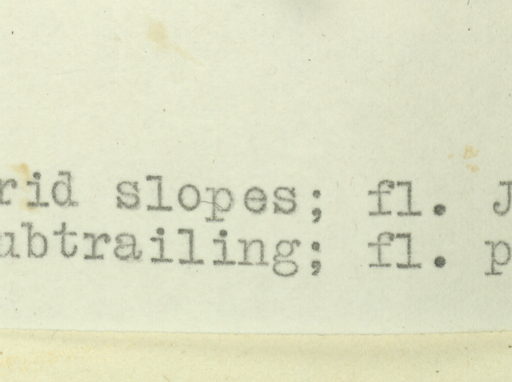 rid slopes; fl. J
ubtrailing; fl. p